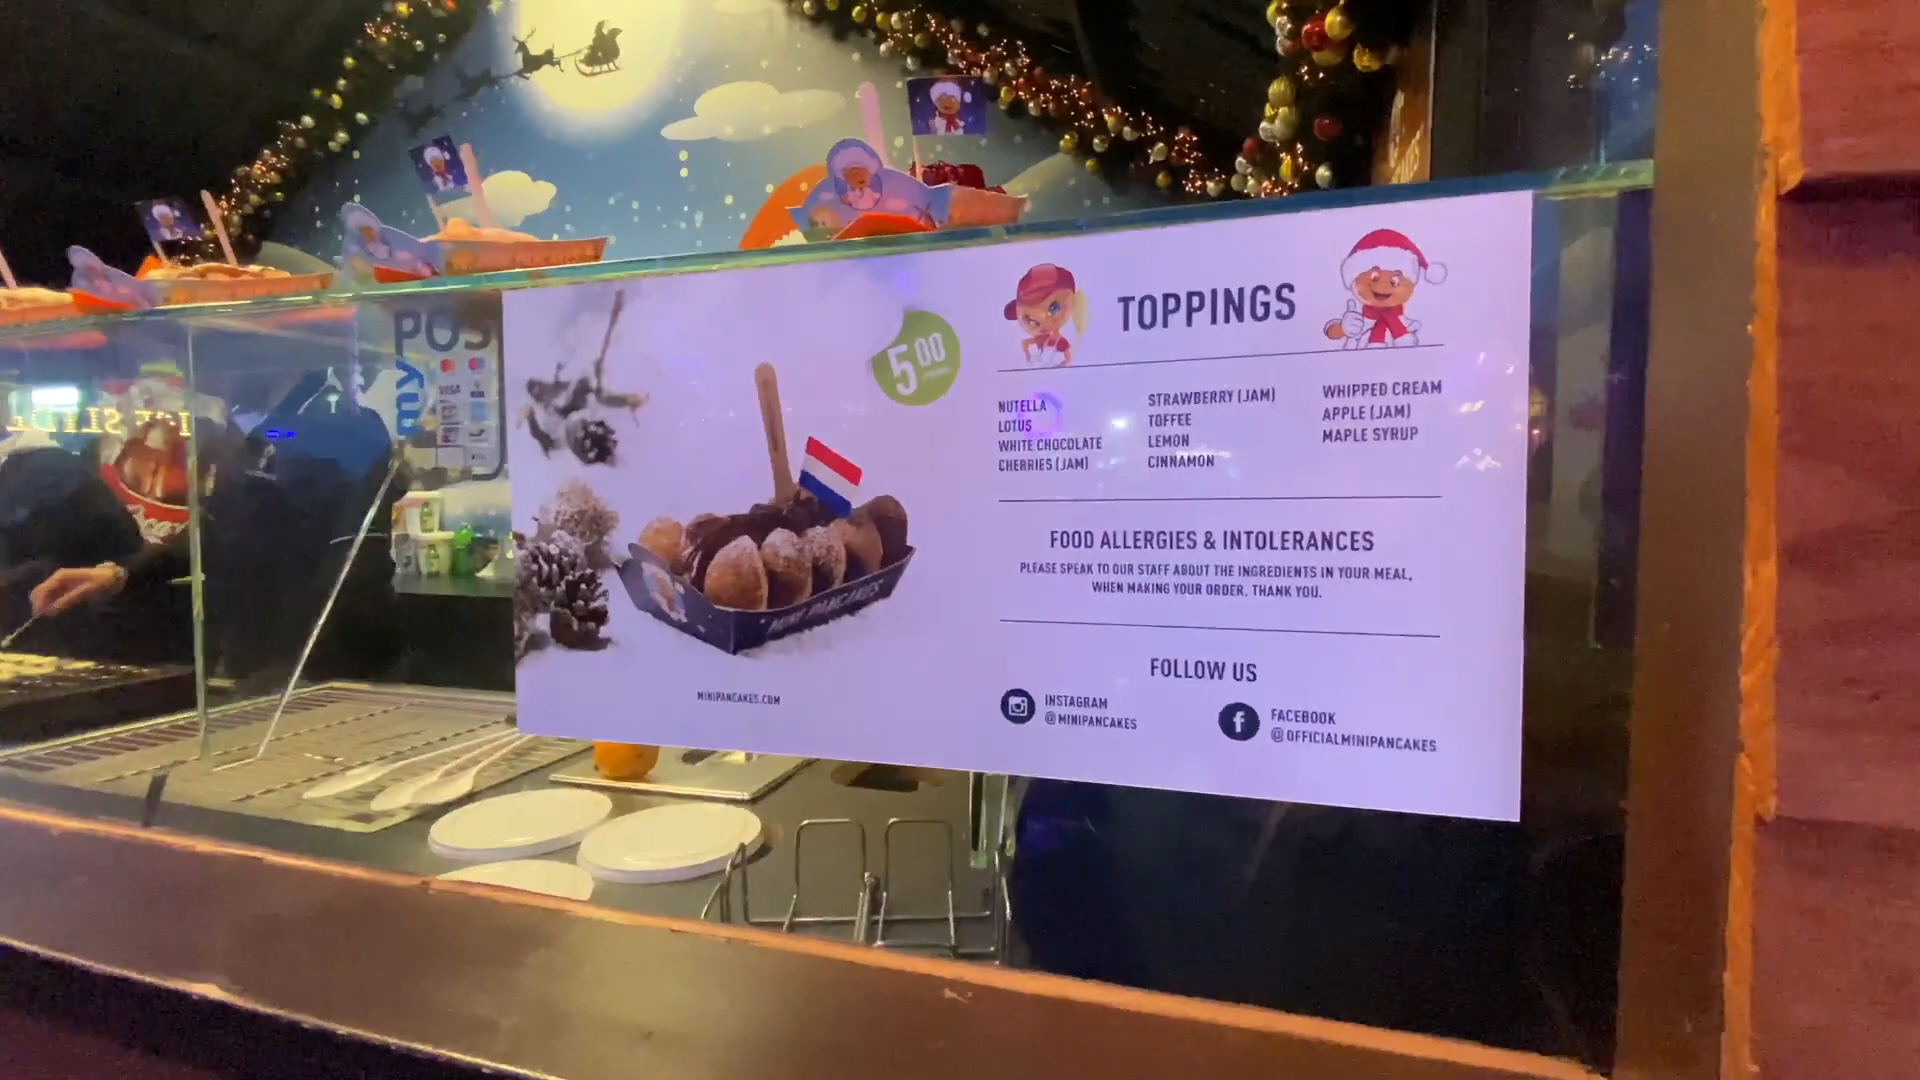 myPOS
VISA
5.00
TOPPINGS
NUTELLA
LOTUS
WHITE CHOCOLATE
CHERRIES (JAM)
STRAWBERRY (JAM)
TOFFEE
LEMON
CINNAMON
WHIPPED CREAM
APPLE (JAM)
MAPLE SYRUP
FOOD ALLERGIES & INTOLERANCES
PLEASE SPEAK TO OUR STAFF ABOUT THE INGREDIENTS IN YOUR MEAL,
WHEN MAKING YOUR ORDER. THANK YOU.
MINI PANCAKES
MINIPANCAKES.COM
FOLLOW US
INSTAGRAM
@MINIPANCAKES
FACEBOOK
@OFFICIALMINIPANCAKES